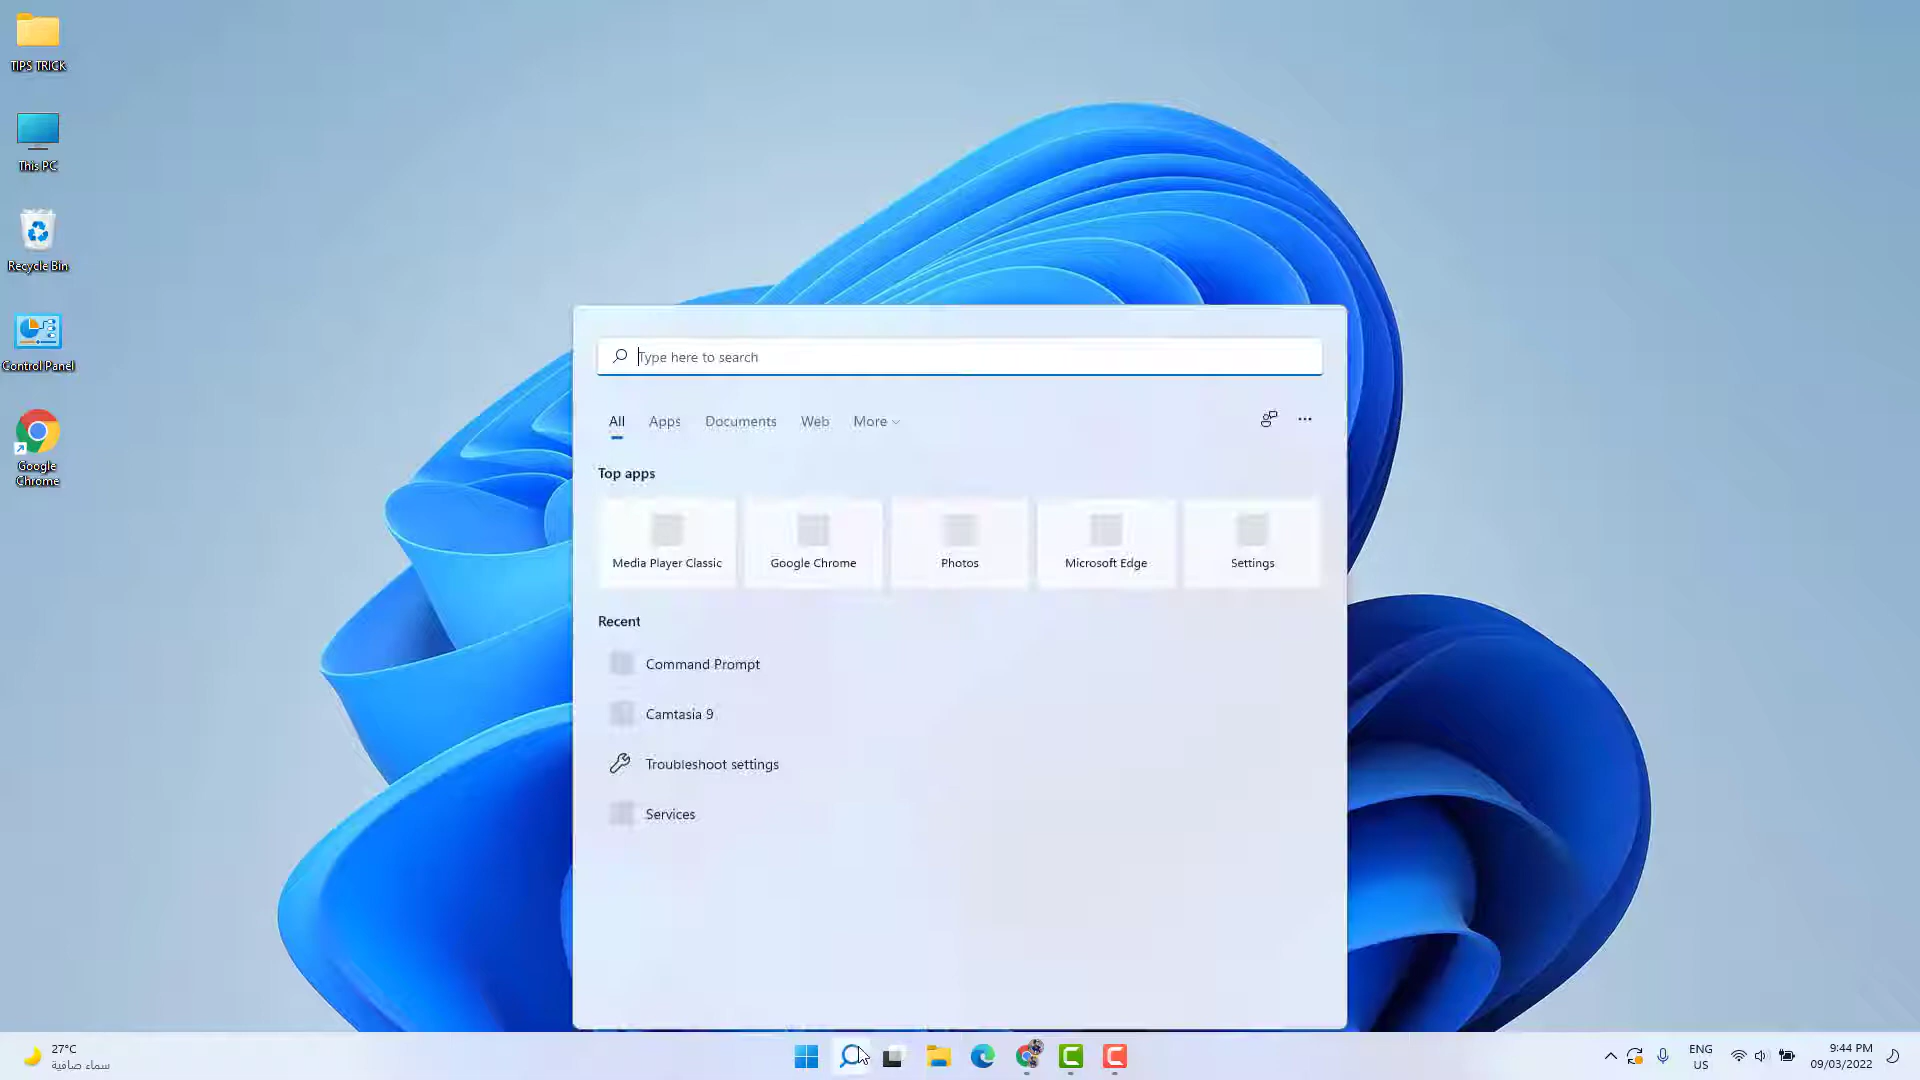 TIPS TRICK
This PC
Recycle Bin
Control Panel
Google
Chrome
Type here to search
All
Apps
Documents
Web
More
Top apps
Media Player Classic
Google Chrome
Photos
Microsoft Edge
Settings
Recent
Command Prompt
Camtasia 9
Troubleshoot settings
Services
27°C
سماء صافية
ENG
US
9:44 PM
09/03/2022